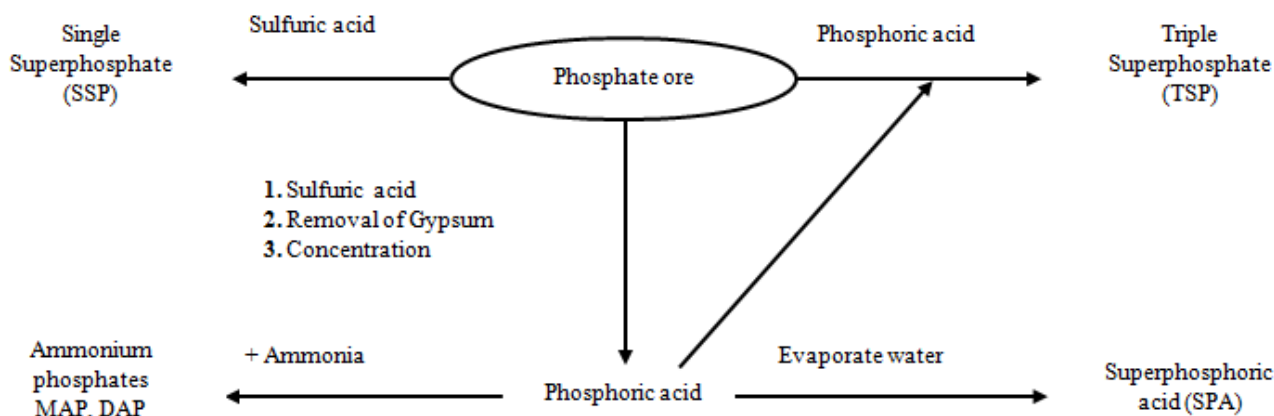 Single
Superphosphate
(SSP)
Sulfuric acid
Phosphate ore
Phosphoric acid
Triple
Superphosphate
(TSP)
1. Sulfuric acid
2. Removal of Gypsum
3. Concentration
Ammonium
phosphates
MAP, DAP
+ Ammonia
Phosphoric acid
Evaporate water
Superphosphoric
acid (SPA)